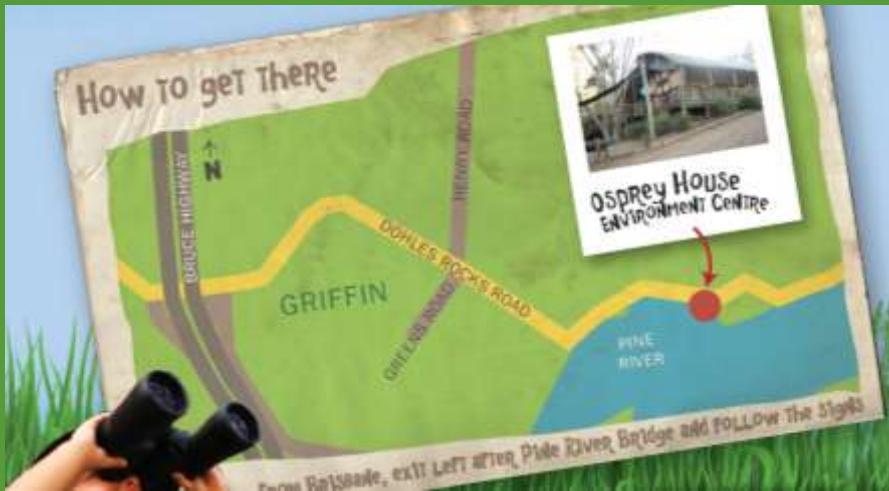 How to get there
N
BRUCE HIGHWAY
HENRY ROAD
OSPREY HOUSE
ENVIRONMENT CENTRE
DOHLES ROCKS ROAD
GRIFFIN
GREENS ROAD
PINE
RIVER
From Brisbane, exit left after Pine River Bridge and follow the signs